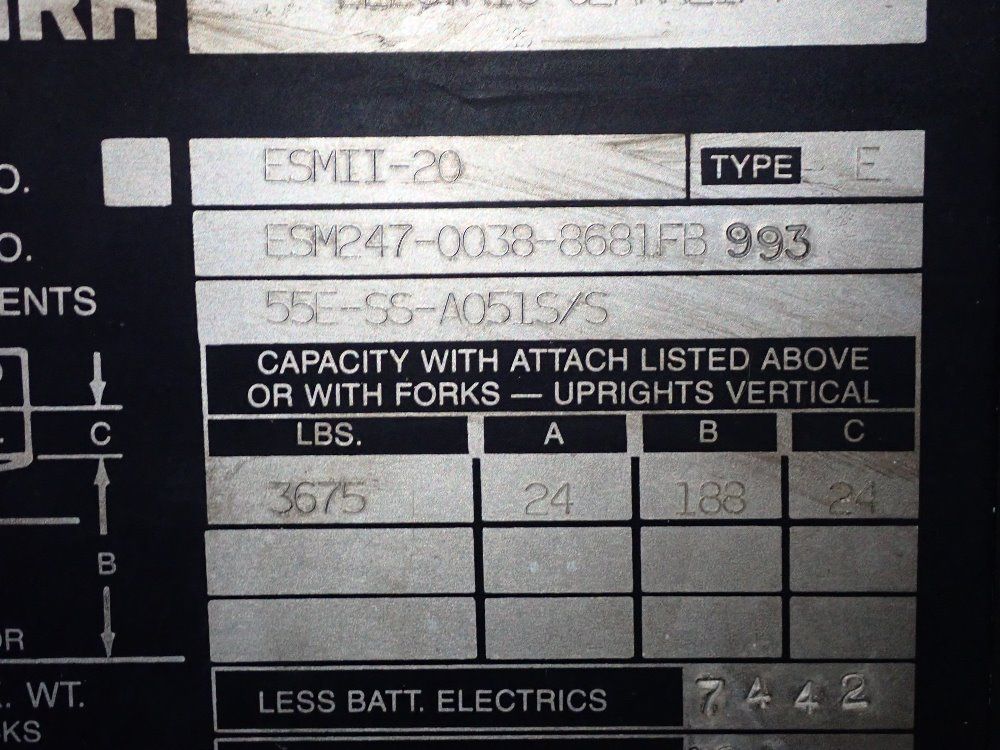 O. ESMII-20 TYPE E
O. ESM247-0038-8681FB 993
ENTS 55E-SS-A051S/S
CAPACITY WITH ATTACH LISTED ABOVE
OR WITH FORKS — UPRIGHTS VERTICAL
C LBS. A B C
3675 24 188 24
B
OR
. WT. LESS BATT. ELECTRICS 7442
KS